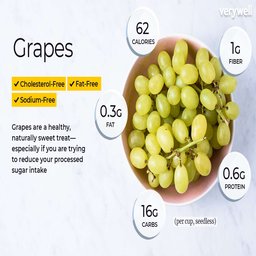 verywell
Grapes
✓ Cholesterol-Free ✓ Fat-Free
✓ Sodium-Free
Grapes are a healthy,
naturally sweet treat—
especially if you are trying
to reduce your processed
sugar intake
62
CALORIES
1G
FIBER
0.3G
FAT
0.6G
PROTEIN
16G
CARBS
(per cup, seedless)